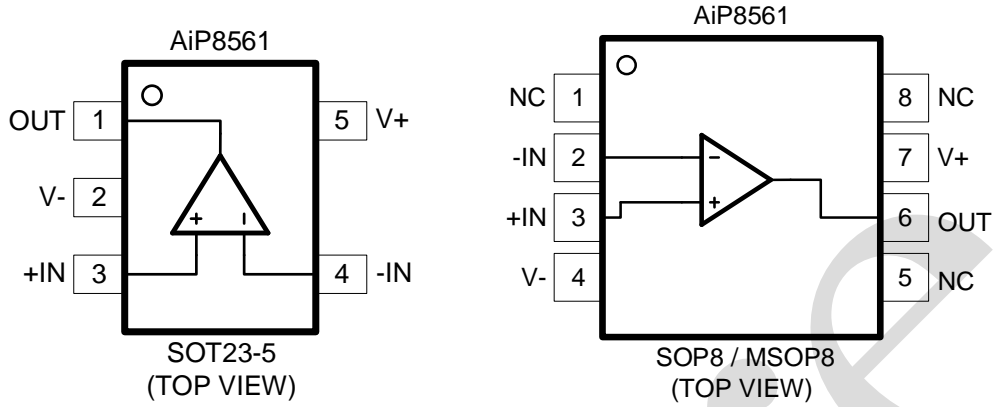 AiP8561
OUT 1
5 V+
V- 2
+IN 3
4 -IN
+ -
SOT23-5
(TOP VIEW)
AiP8561
NC 1
8 NC
-IN 2
7 V+
+IN 3
6 OUT
V- 4
5 NC
-
+
SOP8 / MSOP8
(TOP VIEW)